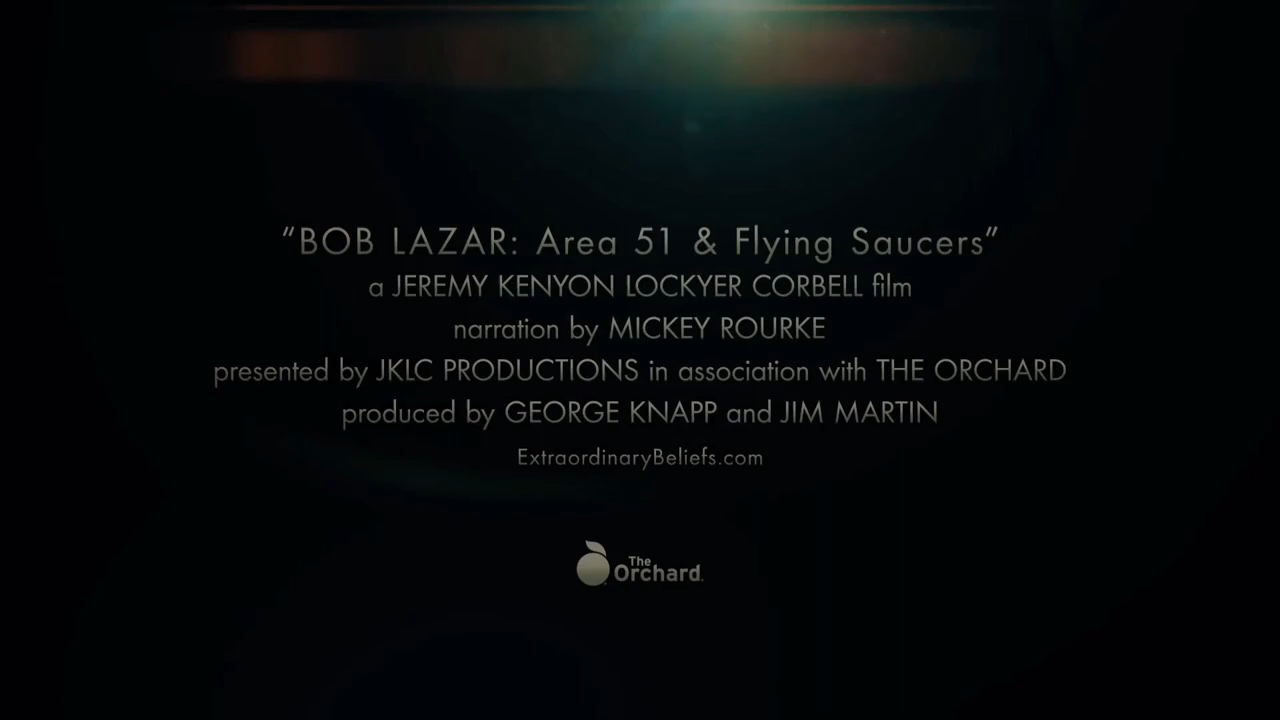 “BOB LAZAR: Area 51 & Flying Saucers”
a JEREMY KENYON LOCKYER CORBELL film
narration by MICKEY ROURKE
presented by JKLC PRODUCTIONS in association with THE ORCHARD
produced by GEORGE KNAPP and JIM MARTIN
ExtraordinaryBeliefs.com
The
Orchard